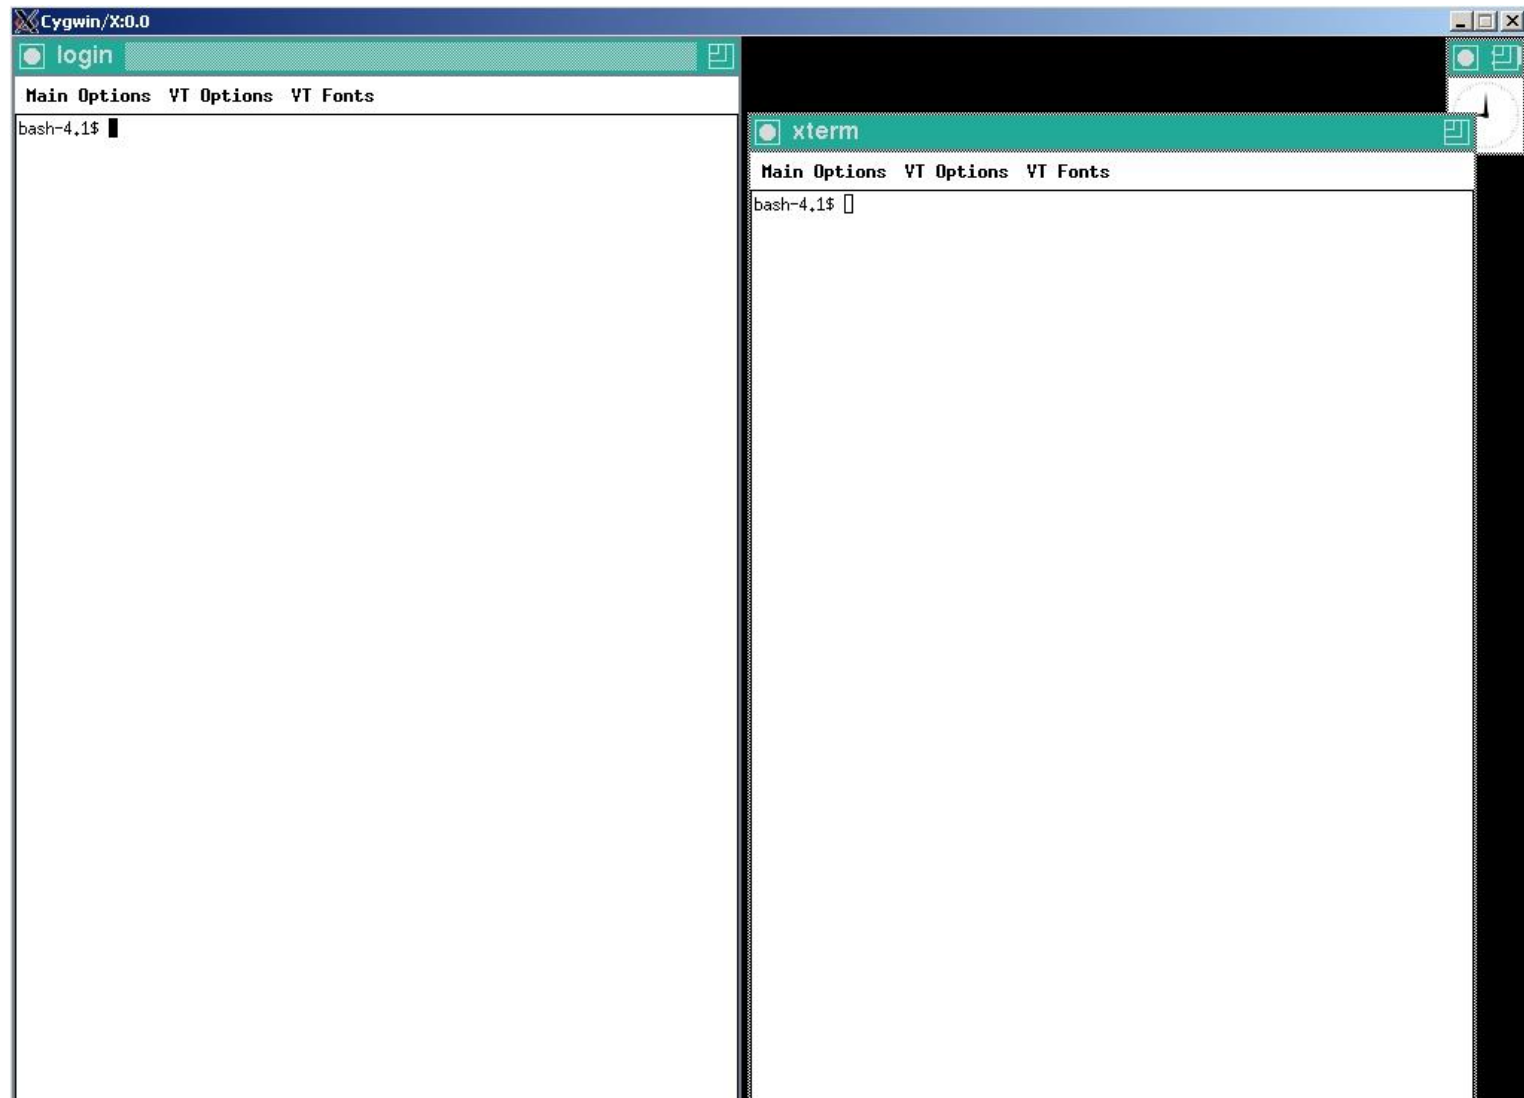 Cygwin/X:0.0
login
Main Options VT Options VT Fonts
bash-4.1$
xterm
Main Options VT Options VT Fonts
bash-4.1$